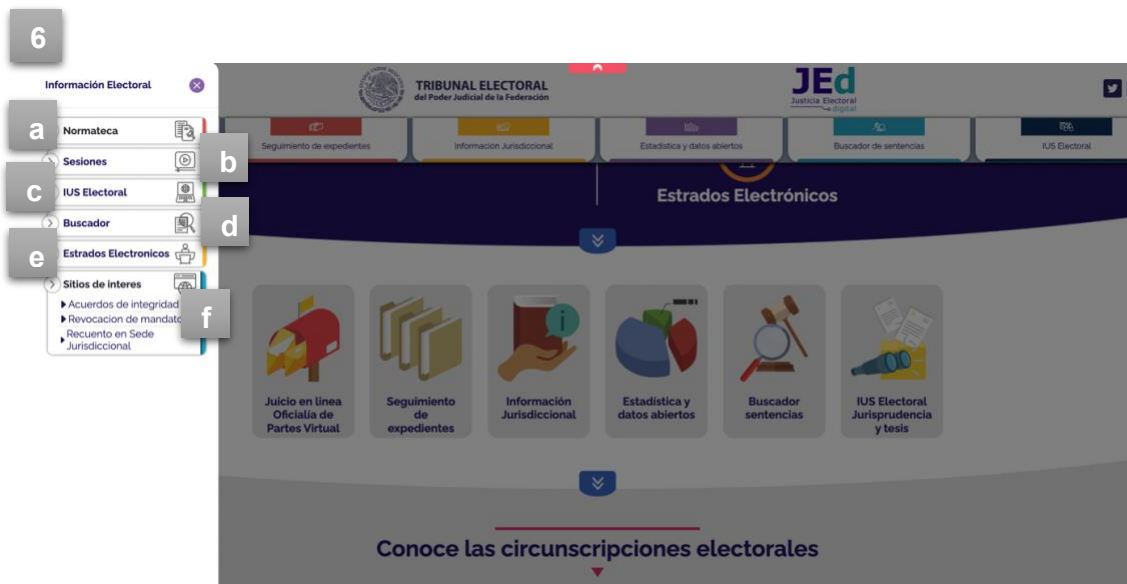 6
Información Electoral
a
Normateca
Sesiones
b
c
IUS Electoral
Buscador
d
e
Estrados Electronicos
Sitios de interes
Acuerdos de integridad
Revocacion de mandato
f
Recuento en Sede
Jurisdiccional
TRIBUNAL ELECTORAL
del Poder Judicial de la Federación
JEd
Justicia Electoral
digital
Seguimiento de expedientes
Información Jurisdiccional
Estadística y datos abiertos
Buscador de sentencias
IUS Electoral
Estrados Electrónicos
Juicio en linea
Oficialía de
Partes Virtual
Seguimiento
de
expedientes
Información
Jurisdiccional
Estadística y
datos abiertos
Buscador
sentencias
IUS Electoral
Jurisprudencia
y tesis
Conoce las circunscripciones electorales